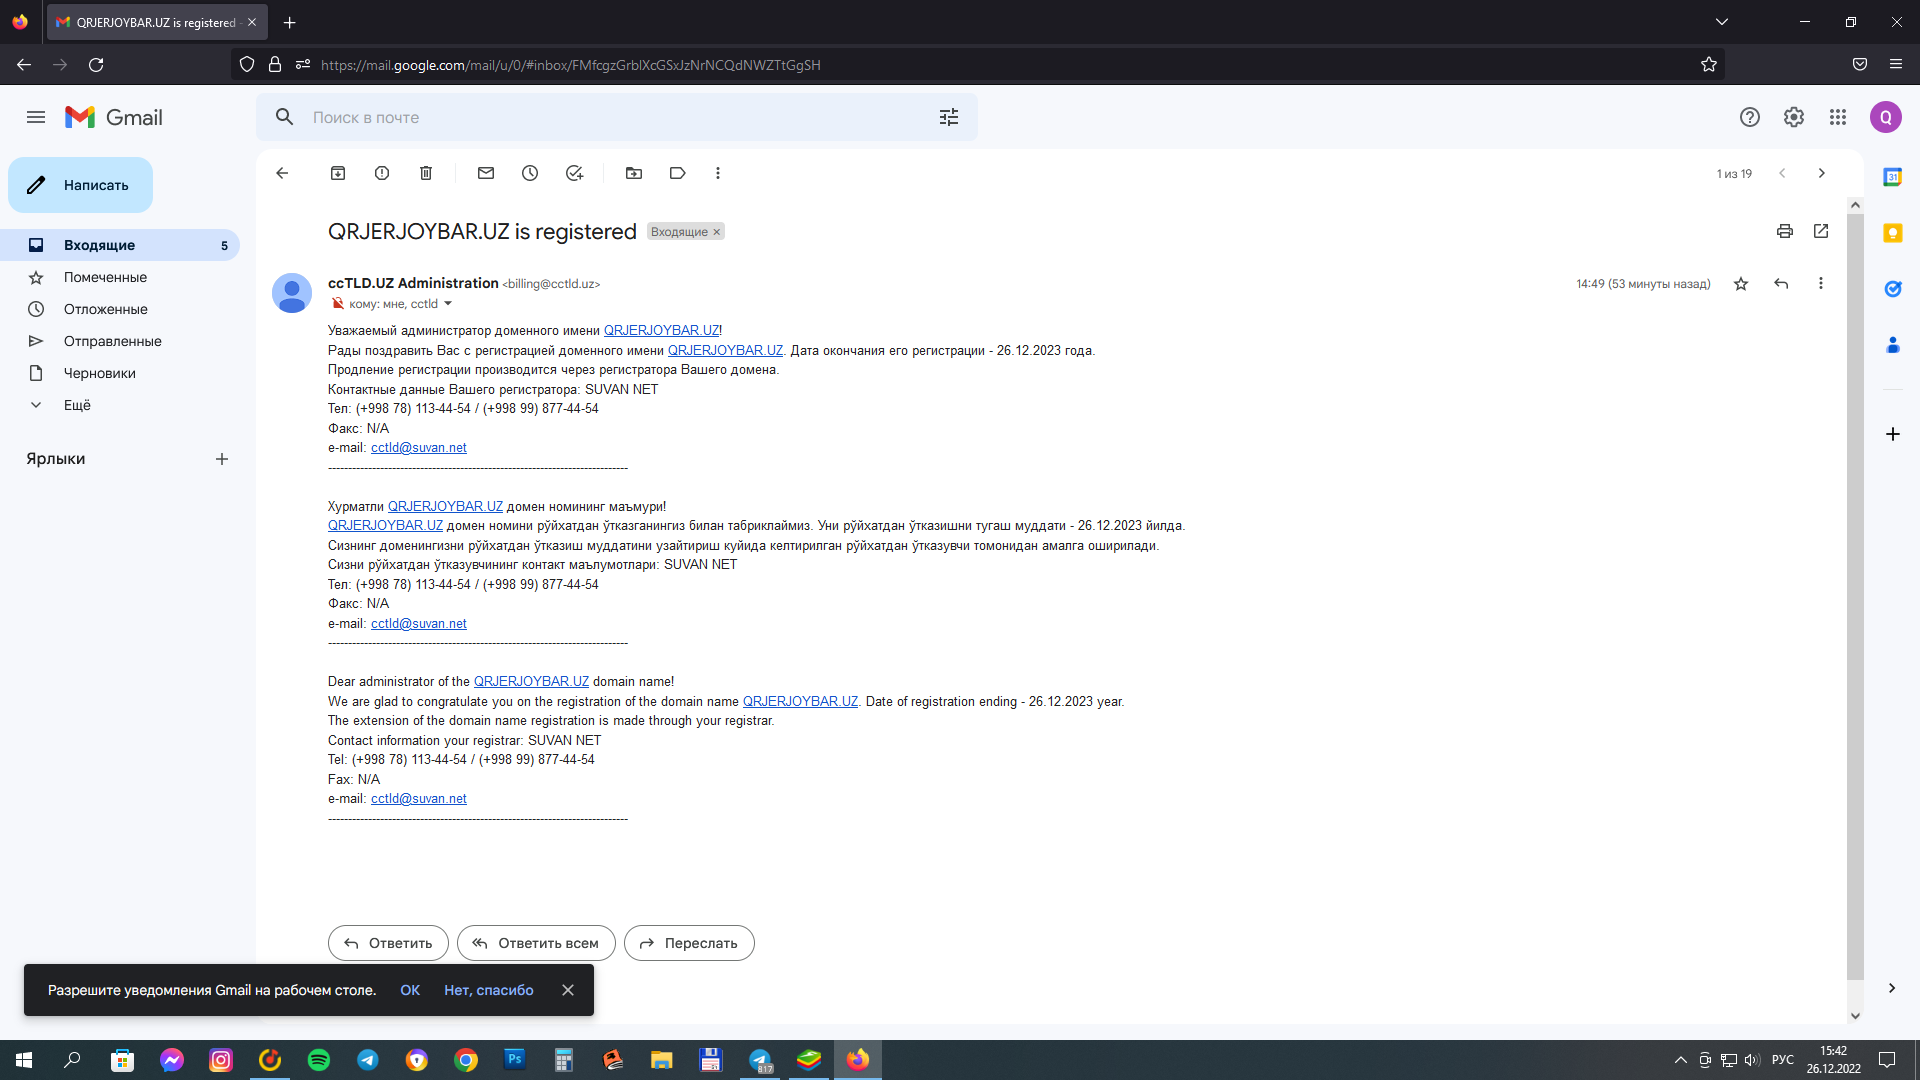 QRJERJOYBAR.UZ is registered -
https://mail.google.com/mail/u/0/#inbox/FMfcgzGrblXcGSxJzNrNCQdNWZTtGgSH
Gmail
Поиск в почте
Q
Написать
1 из 19
31
Входящие 5
Помеченные
Отложенные
Отправленные
Черновики
Ещё
Ярлыки
QRJERJOYBAR.UZ is registered Входящие ×
ccTLD.UZ Administration <billing@cctld.uz> 14:49 (53 минуты назад)
кому: мне, cctld
Уважаемый администратор доменного имени QRJERJOYBAR.UZ!
Рады поздравить Вас с регистрацией доменного имени QRJERJOYBAR.UZ. Дата окончания его регистрации - 26.12.2023 года.
Продление регистрации производится через регистратора Вашего домена.
Контактные данные Вашего регистратора: SUVAN NET
Тел: (+998 78) 113-44-54 / (+998 99) 877-44-54
Факс: N/A
e-mail: cctld@suvan.net
---------------------------------------------------------------------------
Хурматли QRJERJOYBAR.UZ домен номининг маъмури!
QRJERJOYBAR.UZ домен номини рўйхатдан ўтказганингиз билан табриклаймиз. Уни рўйхатдан ўтказишни тугаш муддати - 26.12.2023 йилда.
Сизнинг доменингизни рўйхатдан ўтказиш муддатини узайтириш куйида келтирилган рўйхатдан ўтказувчи томонидан амалга оширилади.
Сизни рўйхатдан ўтказувчининг контакт маълумотлари: SUVAN NET
Тел: (+998 78) 113-44-54 / (+998 99) 877-44-54
Факс: N/A
e-mail: cctld@suvan.net
---------------------------------------------------------------------------
Dear administrator of the QRJERJOYBAR.UZ domain name!
We are glad to congratulate you on the registration of the domain name QRJERJOYBAR.UZ. Date of registration ending - 26.12.2023 year.
The extension of the domain name registration is made through your registrar.
Contact information your registrar: SUVAN NET
Tel: (+998 78) 113-44-54 / (+998 99) 877-44-54
Fax: N/A
e-mail: cctld@suvan.net
---------------------------------------------------------------------------
Ответить Ответить всем Переслать
Разрешите уведомления Gmail на рабочем столе. ОК Нет, спасибо
Ps
817
РУС
15:42
26.12.2022